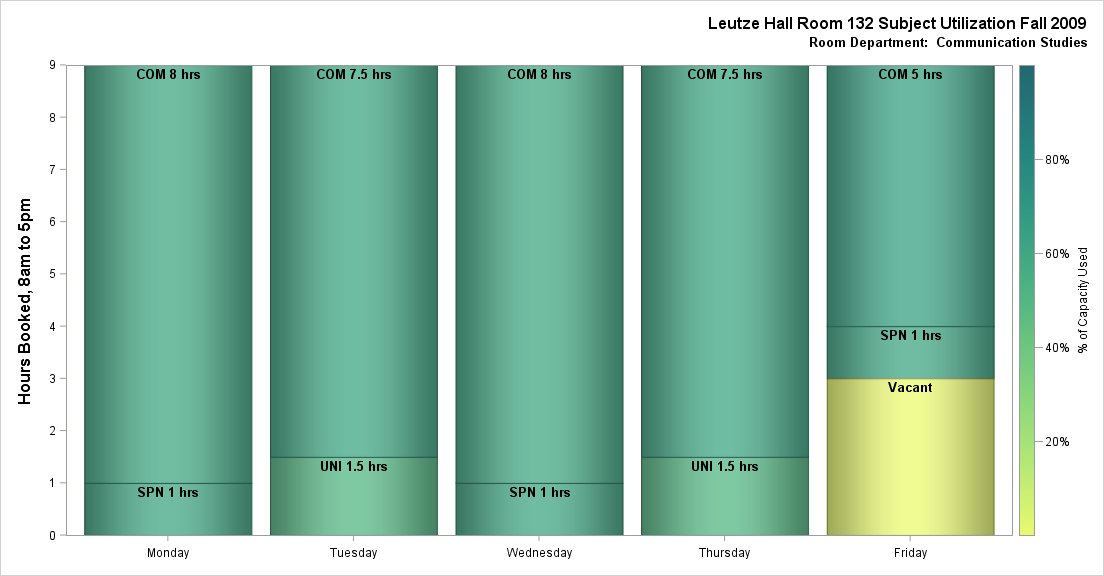 Leutze Hall Room 132 Subject Utilization Fall 2009
Room Department:  Communication Studies
Hours Booked, 8am to 5pm
9
8
7
6
5
4
3
2
1
0
COM 8 hrs
SPN 1 hrs
Monday
COM 7.5 hrs
UNI 1.5 hrs
Tuesday
COM 8 hrs
SPN 1 hrs
Wednesday
COM 7.5 hrs
UNI 1.5 hrs
Thursday
COM 5 hrs
SPN 1 hrs
Vacant
Friday
80%
60%
40%
20%
% of Capacity Used